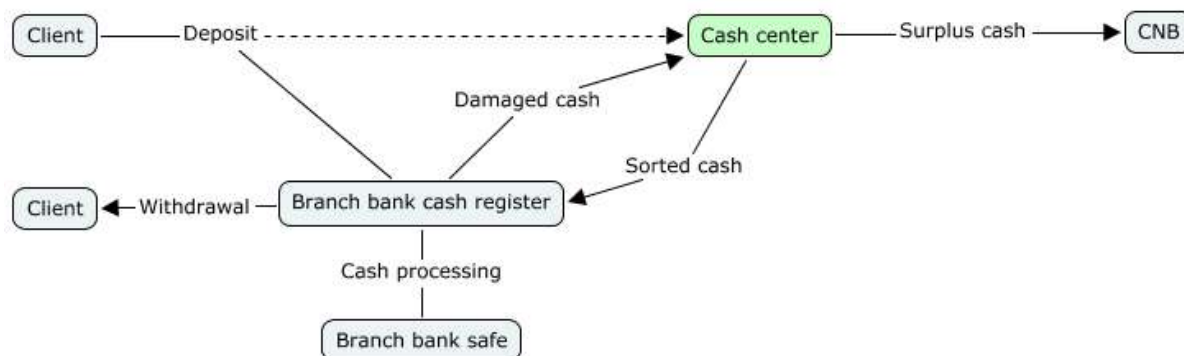 Client
Deposit
Cash center
Surplus cash
CNB
Damaged cash
Sorted cash
Client
Withdrawal
Branch bank cash register
Cash processing
Branch bank safe